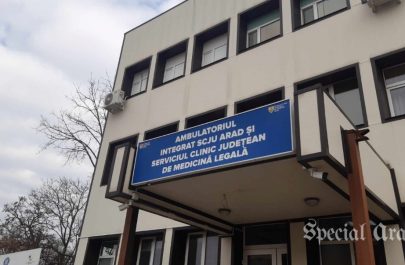 AMBULATORIUL
INTEGRAT SCJU ARAD ȘI
SERVICIUL CLINIC JUDEȚEAN
DE MEDICINĂ LEGALĂ
Special Arad